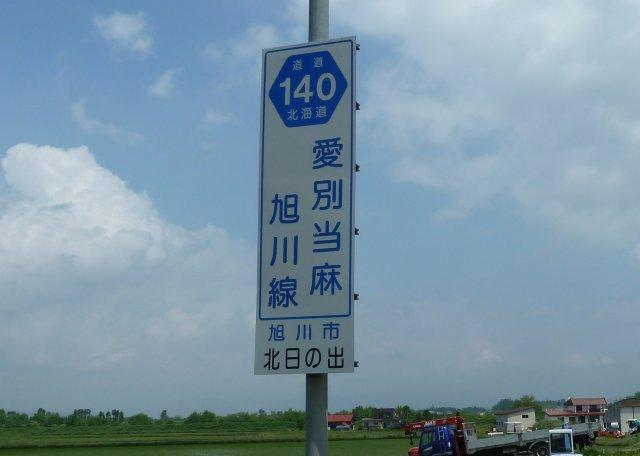 道道
140
北海道
愛別当麻
旭川線
旭川市
北日の出